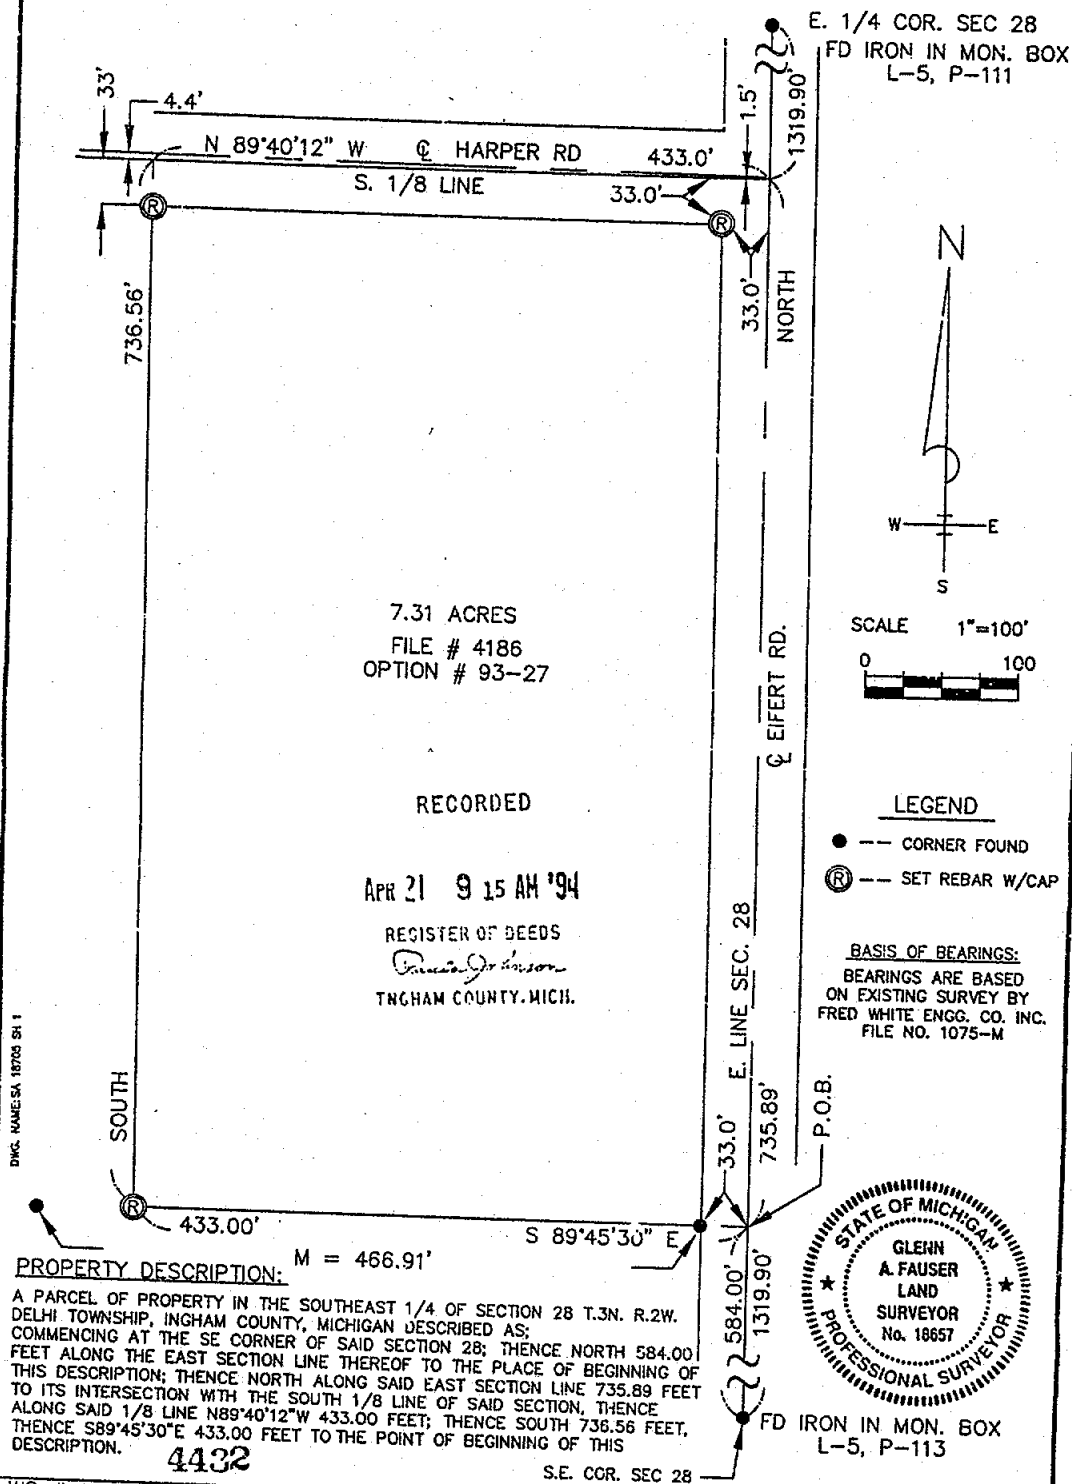 E. 1/4 COR. SEC 28
FD IRON IN MON. BOX
L-5, P-111
33'
4.4'
1.5'
1319.90'
N 89°40'12" W ℄ HARPER RD 433.0'
S. 1/8 LINE
33.0'
R
R
33.0'
NORTH
736.56'
N
W
E
S
SCALE 1"=100'
0 100
7.31 ACRES
FILE # 4186
OPTION # 93-27
℄ EIFERT RD.
RECORDED
APR 21 9 15 AM '94
REGISTER OF DEEDS
INGHAM COUNTY. MICH.
LEGEND
-- CORNER FOUND
R -- SET REBAR W/CAP
BASIS OF BEARINGS:
BEARINGS ARE BASED
ON EXISTING SURVEY BY
FRED WHITE ENGG. CO. INC.
FILE NO. 1075-M
E. LINE SEC. 28
DWG. NAME: SA 18705 SH 1
SOUTH
33.0'
735.89'
P.O.B.
R
433.00'
S 89°45'30" E
M = 466.91'
584.00'
1319.90'
STATE OF MICHIGAN
GLENN
A. FAUSER
LAND
SURVEYOR
No. 18657
PROFESSIONAL SURVEYOR
PROPERTY DESCRIPTION:
A PARCEL OF PROPERTY IN THE SOUTHEAST 1/4 OF SECTION 28 T.3N. R.2W.
DELHI TOWNSHIP, INGHAM COUNTY, MICHIGAN DESCRIBED AS;
COMMENCING AT THE SE CORNER OF SAID SECTION 28; THENCE NORTH 584.00
FEET ALONG THE EAST SECTION LINE THEREOF TO THE PLACE OF BEGINNING OF
THIS DESCRIPTION; THENCE NORTH ALONG SAID EAST SECTION LINE 735.89 FEET
TO ITS INTERSECTION WITH THE SOUTH 1/8 LINE OF SAID SECTION, THENCE
ALONG SAID 1/8 LINE N89°40'12"W 433.00 FEET; THENCE SOUTH 736.56 FEET,
THENCE S89°45'30"E 433.00 FEET TO THE POINT OF BEGINNING OF THIS
DESCRIPTION.
4432
FD IRON IN MON. BOX
L-5, P-113
S.E. COR. SEC 28